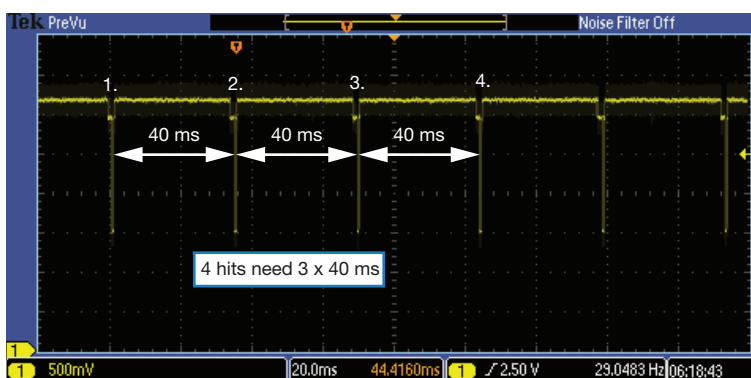 Tek PreVu
Noise Filter Off
T
T
1. 2. 3. 4.
40 ms 40 ms 40 ms
4 hits need 3 x 40 ms
1
1 500mV 20.0ms 44.4160ms 1 2.50 V 29.0483 Hz 06:18:43